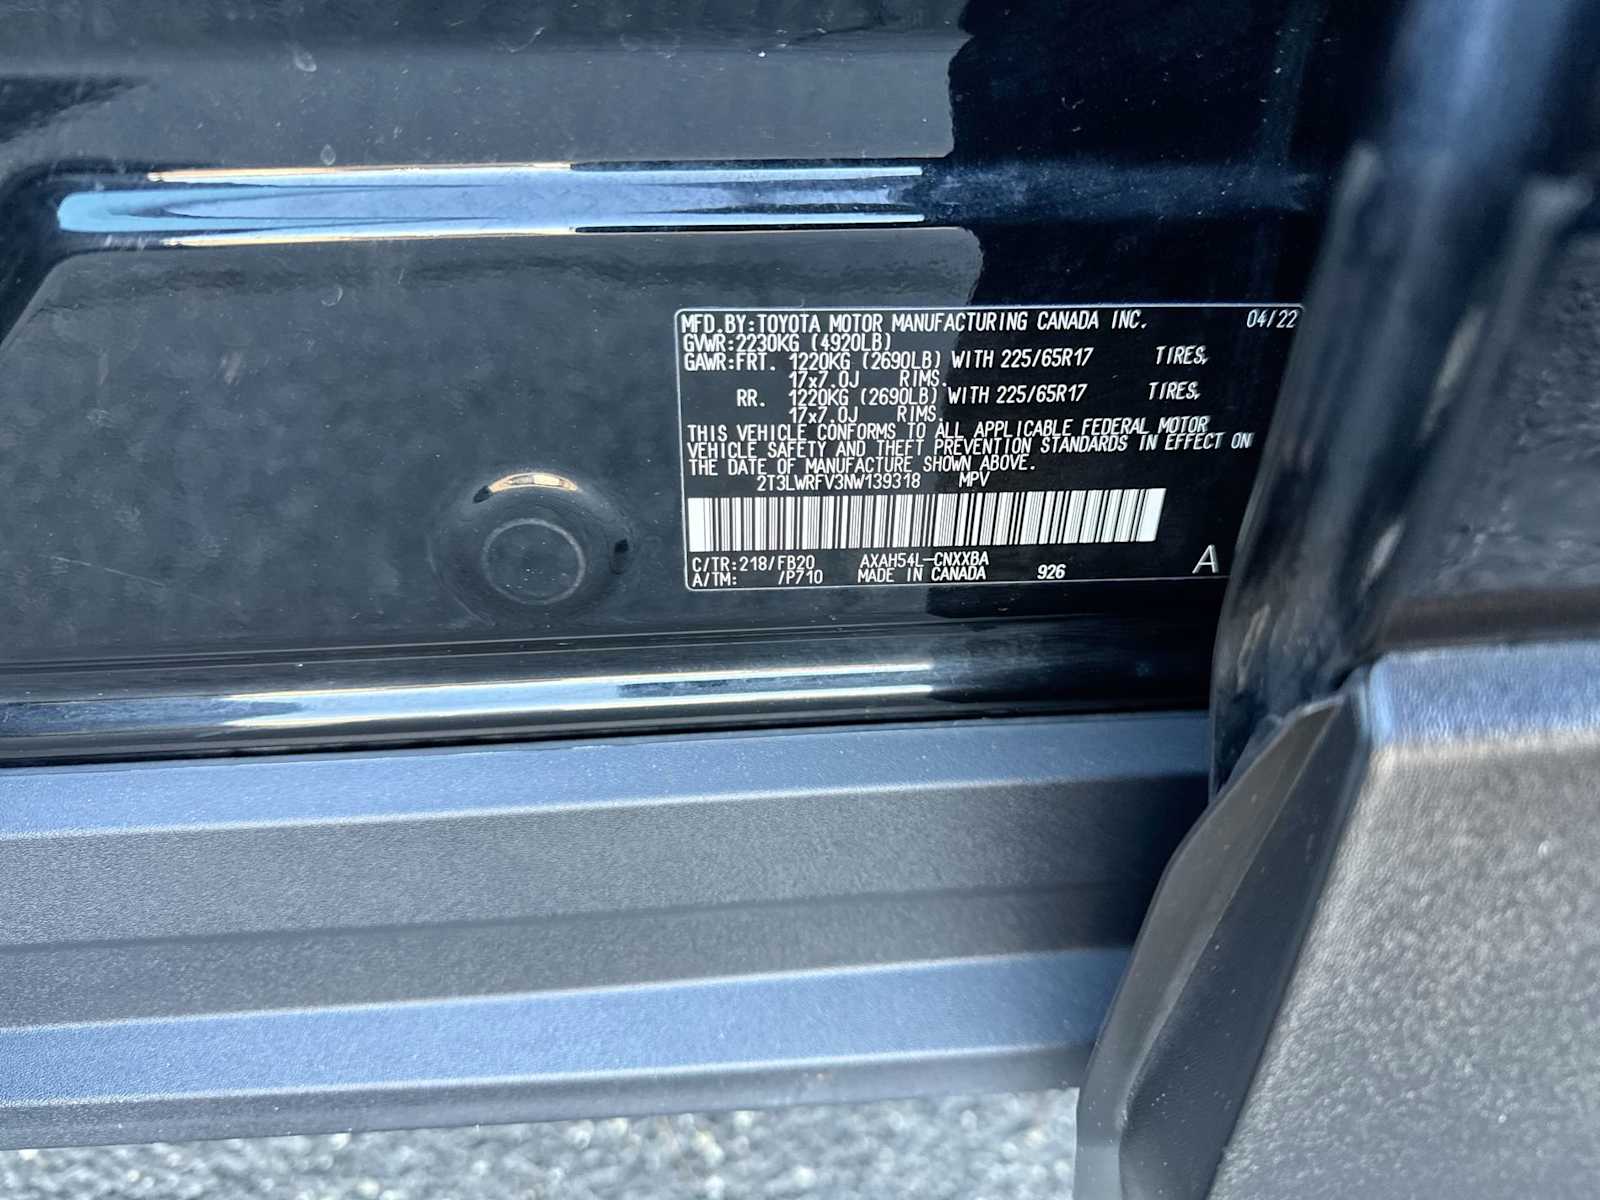 MFD.BY:TOYOTA MOTOR MANUFACTURING CANADA INC. 04/22
GVWR:2230KG (4920LB)
GAWR:FRT. 1220KG (2690LB) WITH 225/65R17 TIRES,
17x7.0J RIMS,
RR. 1220KG (2690LB) WITH 225/65R17 TIRES,
17x7.0J RIMS.
THIS VEHICLE CONFORMS TO ALL APPLICABLE FEDERAL MOTOR
VEHICLE SAFETY AND THEFT PREVENTION STANDARDS IN EFFECT ON
THE DATE OF MANUFACTURE SHOWN ABOVE.
2T3LWRFV3NW139318 MPV
C/TR:218/FB20 AXAH54L-CNXXBA
A/TM: /P710 MADE IN CANADA 926 A